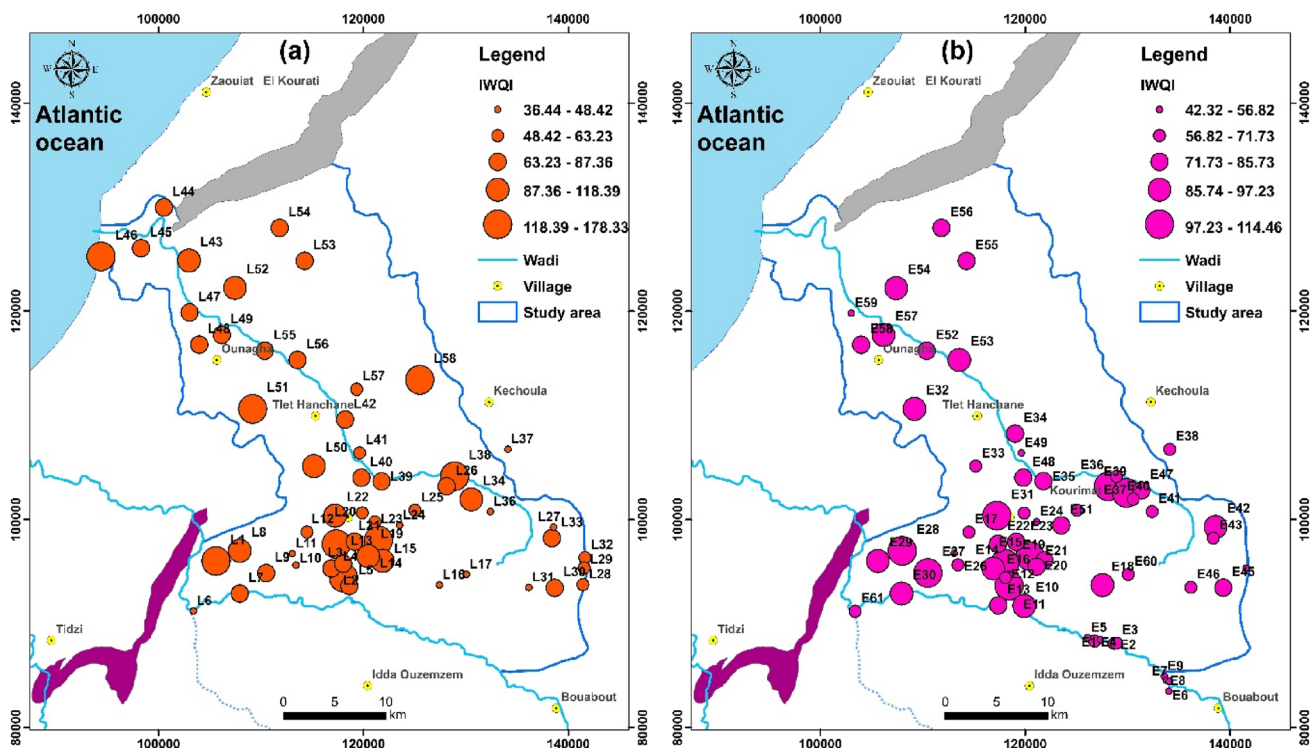 100000
120000
140000
100000
120000
140000
(a)
Legend
IWQI
36.44 - 48.42
48.42 - 63.23
63.23 - 87.36
87.36 - 118.39
118.39 - 178.33
Wadi
Village
Study area
N
W
E
S
Zaouiat El Kourati
Atlantic
ocean
140000
120000
100000
80000
L44
L54
L46
L45
L43
L53
L52
L47
L49
L48
Ounagha
L55
L56
L58
L57
L51
Tlet Hanchane
L42
Kechoula
L37
L41
L50
L38
L40
L26
L39
L34
L36
L25
L22
L12
L20
L24
L23
L21
L27
L33
L11
L19
L13
L1
L8
L9
L10
L3
L4
L15
L14
L32
L29
L7
L5
L2
L17
L16
L31
L30
L28
L6
Tidzi
Idda Ouzemzem
Bouabout
0
5
10
km
100000
120000
140000
80000
100000
120000
140000
(b)
Legend
IWQI
42.32 - 56.82
56.82 - 71.73
71.73 - 85.73
85.74 - 97.23
97.23 - 114.46
Wadi
Village
Study area
Zaouiat El Kourati
Atlantic
ocean
140000
120000
100000
80000
E56
E55
E54
E59
E57
E58
Ounagha
E52
E53
E32
Tlet Hanchane
Kechoula
E34
E49
E38
E33
E48
E35
E36
E39
E47
E37
E40
Kourimat
E31
E41
E51
E24
E42
E17
E22
E23
E43
E28
E29
E27
E14
E15
E19
E21
E26
E16
E20
E60
E18
E45
E30
E12
E46
E13
E10
E61
E11
E5
E3
E1
E4
E2
Tidzi
E9
E7
E8
E6
Idda Ouzemzem
Bouabout
0
5
10
km
100000
120000
140000